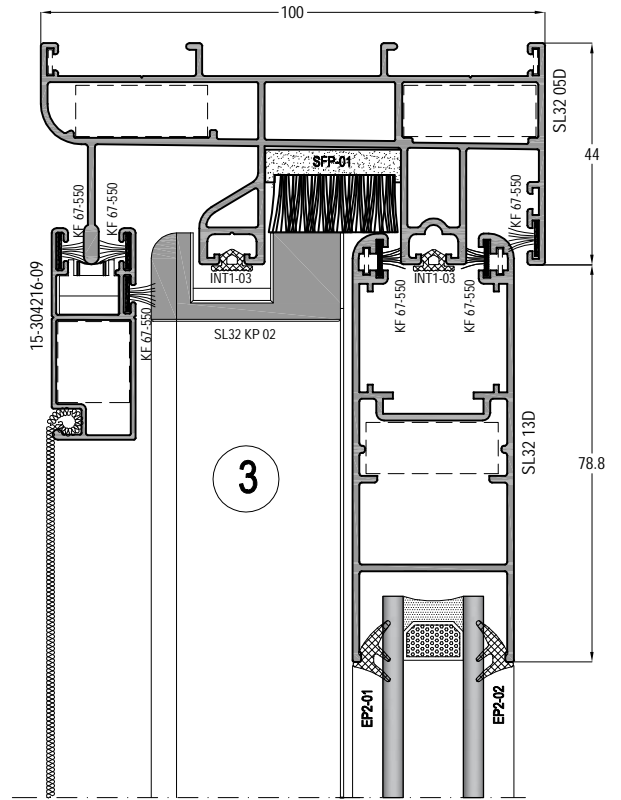 100
SL32 05D
44
SFP-01
KF 67-550
KF 67-550
KF 67-550
15-304216-09
INT1-03
INT1-03
KF 67-550
KF 67-550
KF 67-550
SL32 KP 02
SL32 13D
78.8
3
EP2-01
EP2-02